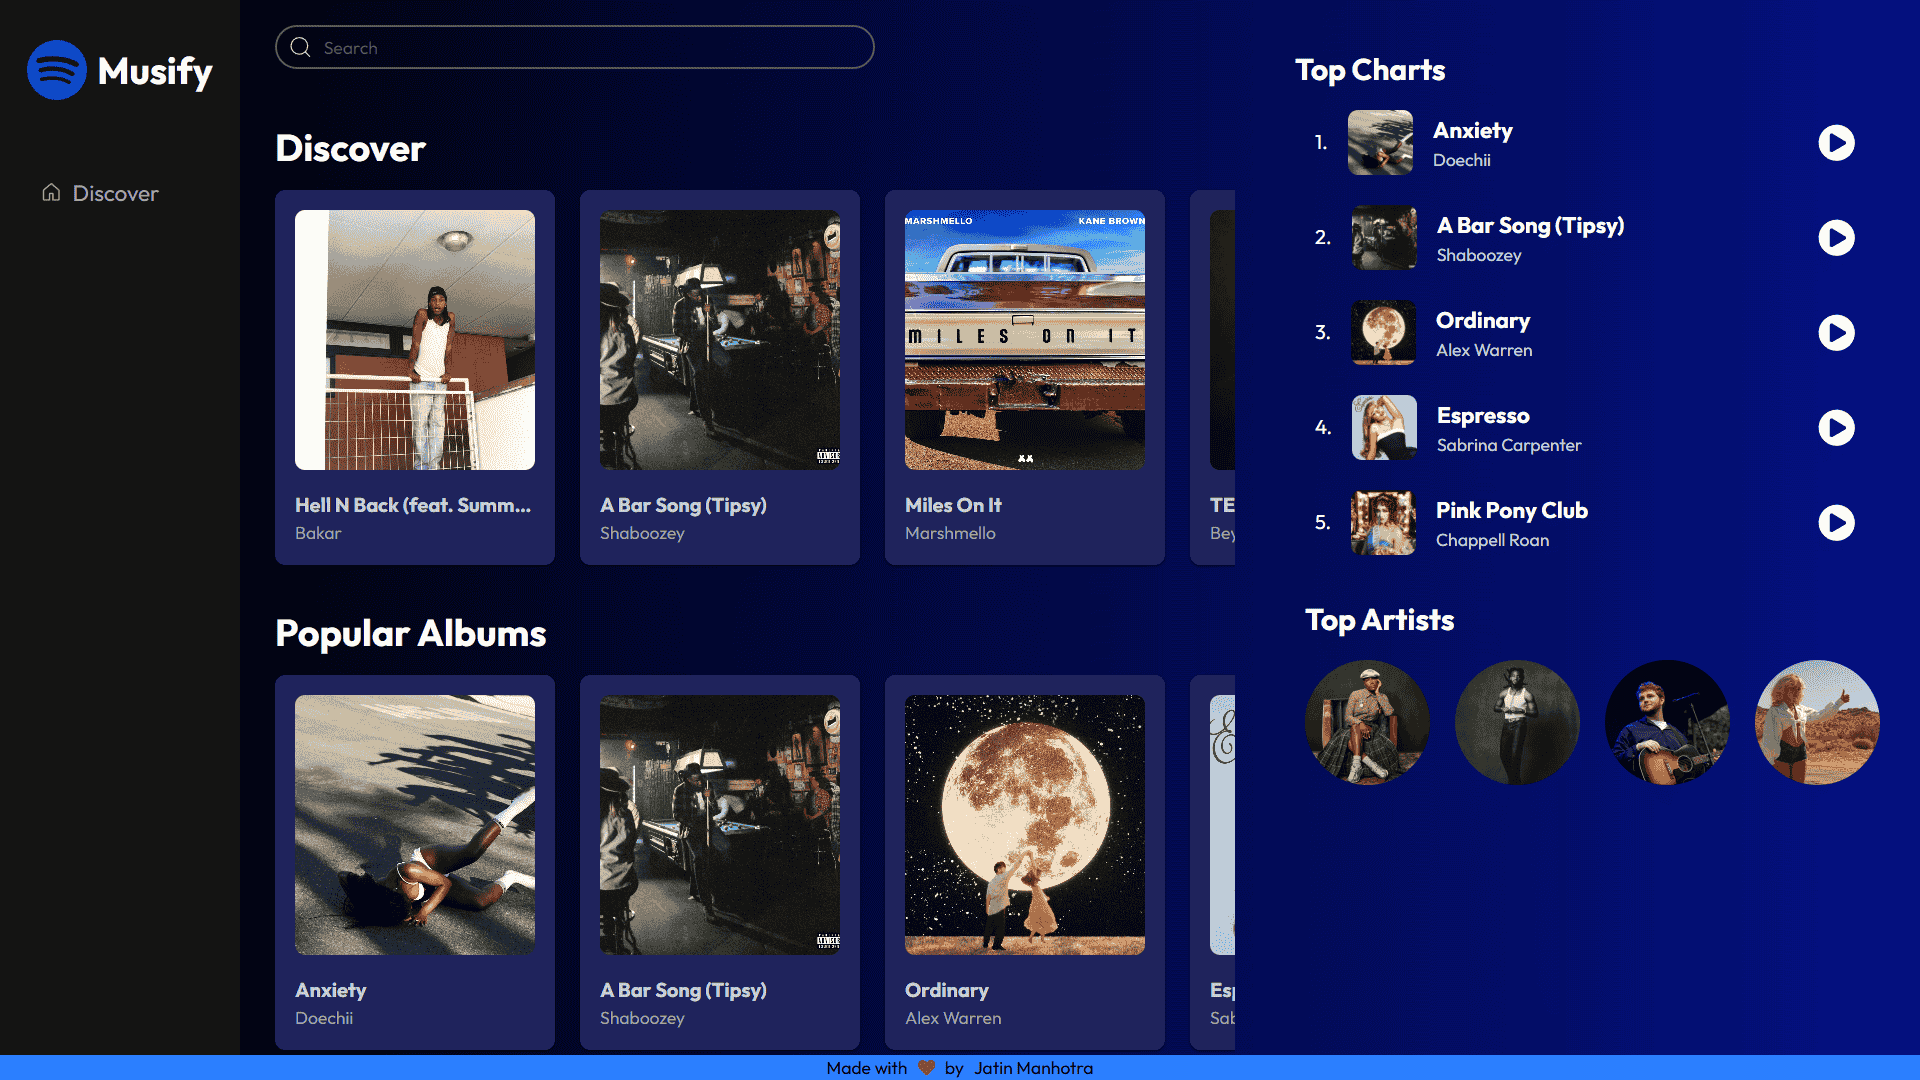 Musify
Discover
Search
Discover
MARSHMELLO
KANE BROWN
MILES ON IT
Hell N Back (feat. Summ...
Bakar
A Bar Song (Tipsy)
Shaboozey
Miles On It
Marshmello
TE
Bey
Popular Albums
Anxiety
Doechii
A Bar Song (Tipsy)
Shaboozey
Ordinary
Alex Warren
Esp
Sab
Top Charts
1.
Anxiety
Doechii
2.
A Bar Song (Tipsy)
Shaboozey
3.
Ordinary
Alex Warren
4.
Espresso
Sabrina Carpenter
5.
Pink Pony Club
Chappell Roan
Top Artists
Made with 🤎 by Jatin Manhotra